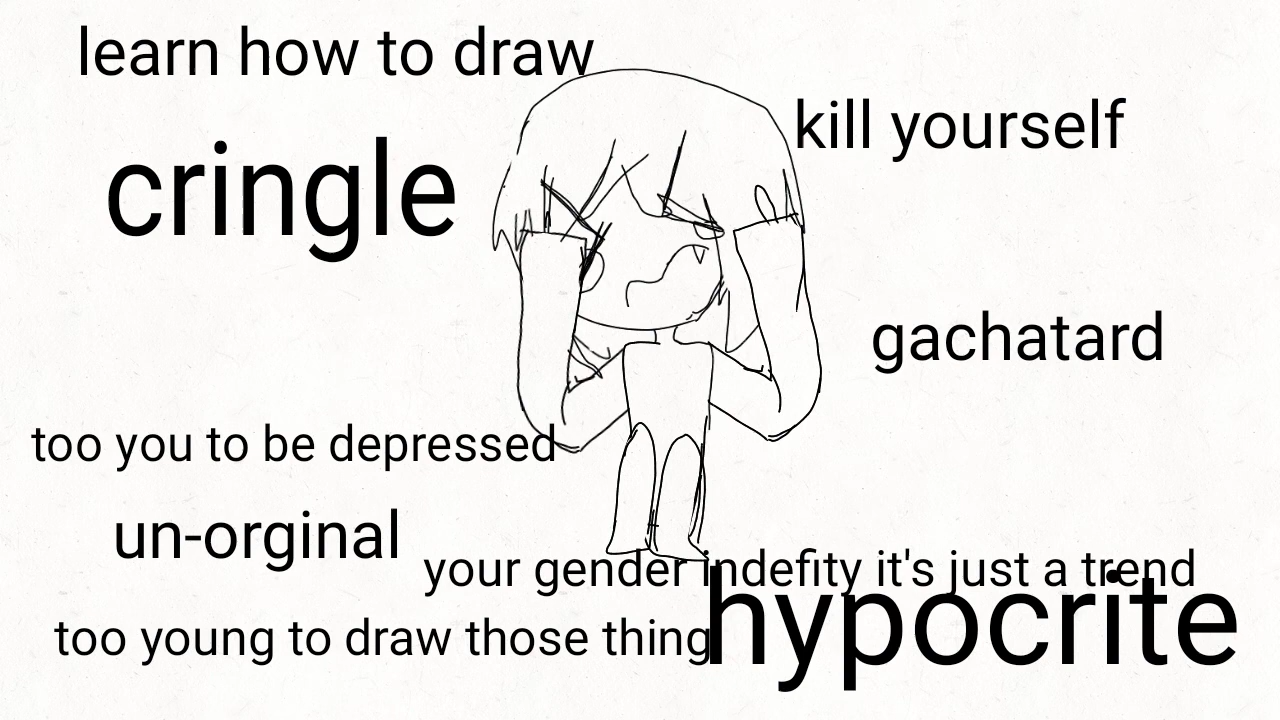 learn how to draw
kill yourself
cringle
gachatard
too you to be depressed
un-orginal
your gender indefity it's just a trend
hypocrite
too young to draw those thing